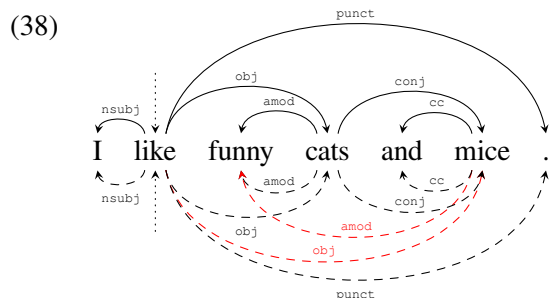 (38)
punct
obj
conj
nsubj
amod
cc
I like funny cats and mice .
nsubj
amod
cc
conj
amod
obj
obj
punct